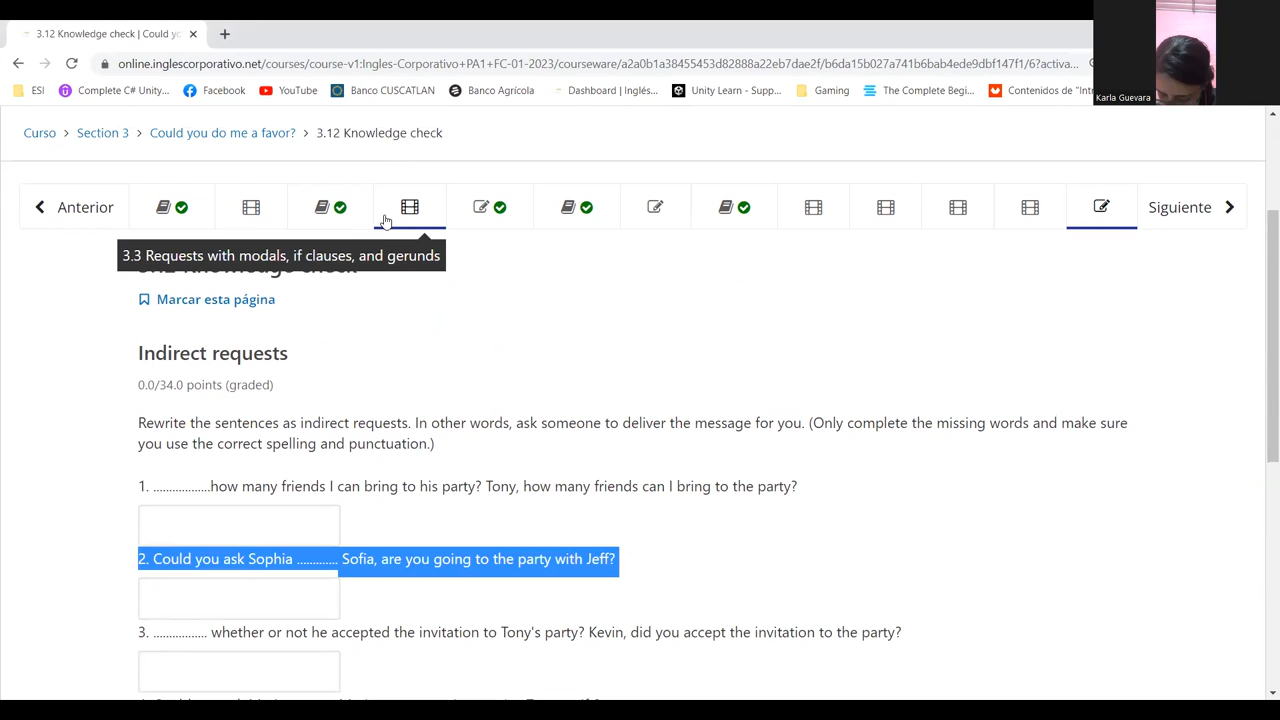 3.12 Knowledge check | Could yo
online.inglescorporativo.net/courses/course-v1:Ingles-Corporativo+PA1+FC-01-2023/courseware/a2a0b1a38455453d82888a22eb7dae2f/b6da15b027a741b6bab4ede9dbf147f1/6?activa...
ESI Complete C# Unity... Facebook YouTube Banco CUSCATLAN Banco Agrícola Dashboard | Inglés... Unity Learn - Supp... Gaming The Complete Begi... Contenidos de "Int
Karla Guevara
Curso > Section 3 > Could you do me a favor? > 3.12 Knowledge check
Anterior Siguiente
3.3 Requests with modals, if clauses, and gerunds
3.12 Knowledge check
Marcar esta página
Indirect requests
0.0/34.0 points (graded)
Rewrite the sentences as indirect requests. In other words, ask someone to deliver the message for you. (Only complete the missing words and make sure
you use the correct spelling and punctuation.)
1. .................how many friends I can bring to his party? Tony, how many friends can I bring to the party?
2. Could you ask Sophia ............. Sofia, are you going to the party with Jeff?
3. ................ whether or not he accepted the invitation to Tony's party? Kevin, did you accept the invitation to the party?